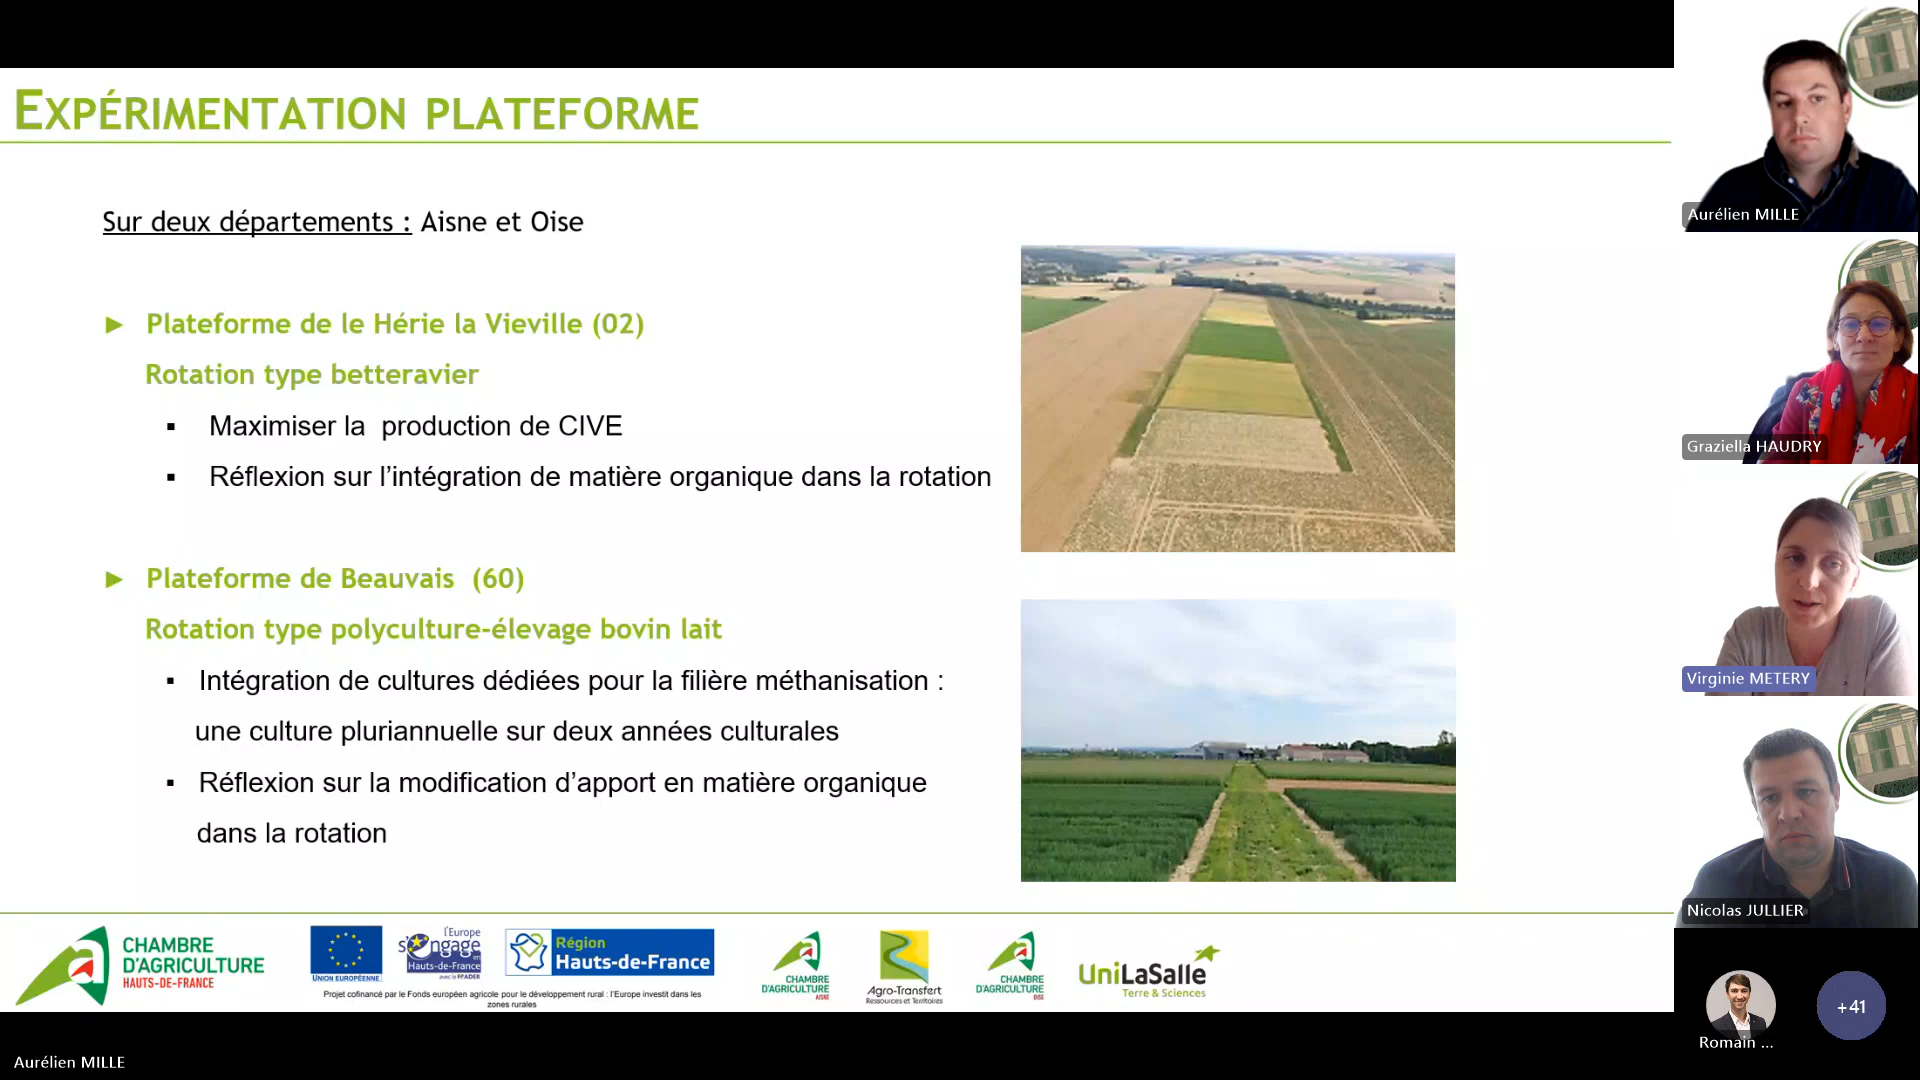 EXPÉRIMENTATION PLATEFORME
Sur deux départements : Aisne et Oise
► Plateforme de le Hérie la Vieville (02)
Rotation type betteravier
▪ Maximiser la production de CIVE
▪ Réflexion sur l’intégration de matière organique dans la rotation
► Plateforme de Beauvais (60)
Rotation type polyculture-élevage bovin lait
▪ Intégration de cultures dédiées pour la filière méthanisation :
une culture pluriannuelle sur deux années culturales
▪ Réflexion sur la modification d’apport en matière organique
dans la rotation
CHAMBRE
D'AGRICULTURE
HAUTS-DE-FRANCE
UNION EUROPÉENNE
l'Europe
s'engage
en
Hauts-de-France
avec le FEADER
Région
Hauts-de-France
Projet cofinancé par le Fonds européen agricole pour le développement rural : l'Europe investit dans les
zones rurales
CHAMBRE
D'AGRICULTURE
AISNE
Agro-Transfert
Ressources et Territoires
CHAMBRE
D'AGRICULTURE
OISE
UniLaSalle
Terre & Sciences
Aurélien MILLE
Graziella HAUDRY
Virginie METERY
Nicolas JULLIER
Romain ...
+41
Aurélien MILLE